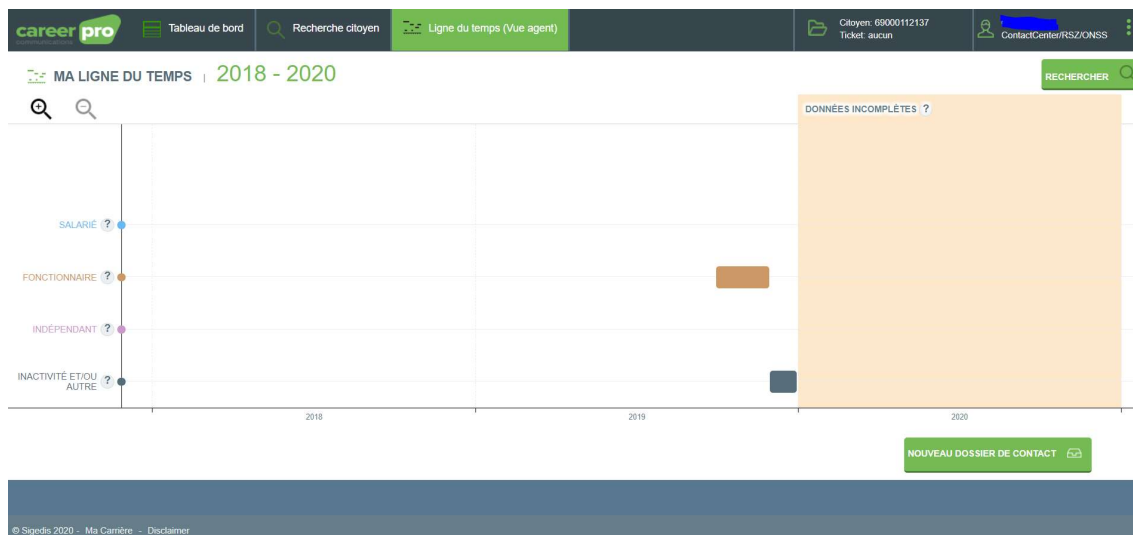 career pro
Tableau de bord
Recherche citoyen
Ligne du temps (Vue agent)
Citoyen: 69000112137
Ticket: aucun
ContactCenter/RSZ/ONSS
MA LIGNE DU TEMPS | 2018 - 2020
RECHERCHER
DONNÉES INCOMPLÈTES ?
SALARIÉ ?
FONCTIONNAIRE ?
INDÉPENDANT ?
INACTIVITÉ ET/OU
AUTRE ?
2018
2019
2020
NOUVEAU DOSSIER DE CONTACT
© Sigedis 2020 - Ma Carrière - Disclaimer